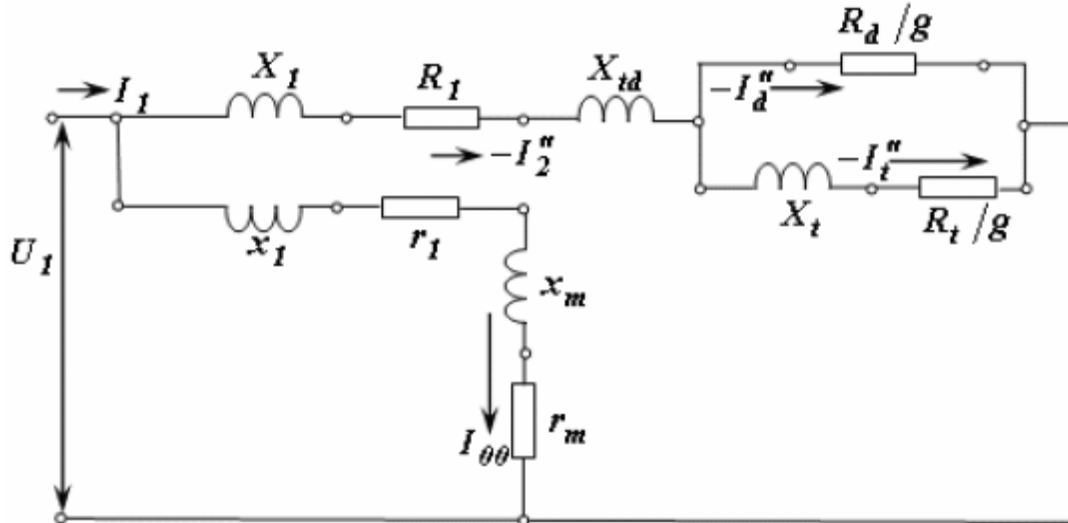 R_d /g
X_1
R_1
X_td
I_1
-I_d"
-I_2"
-I_t"
X_t
R_t /g
x_1
r_1
U_1
x_m
r_m
I_00